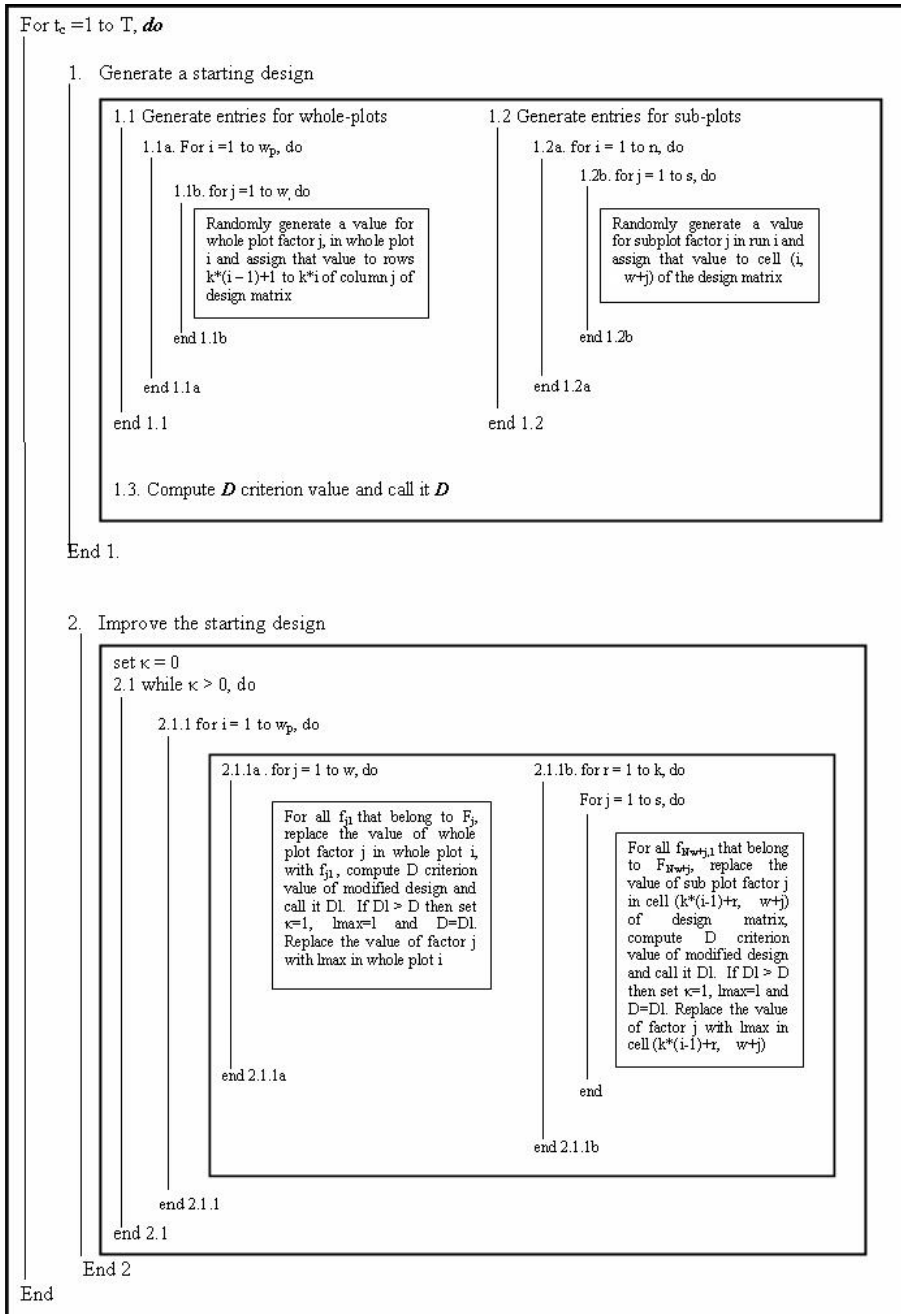 For t_c =1 to T, do
1. Generate a starting design
1.1 Generate entries for whole-plots
1.1a. For i =1 to w_p, do
1.1b. for j =1 to w, do
Randomly generate a value for
whole plot factor j, in whole plot
i and assign that value to rows
k*(i – 1)+1 to k*i of column j of
design matrix
end 1.1b
end 1.1a
end 1.1
1.2 Generate entries for sub-plots
1.2a. for i = 1 to n, do
1.2b. for j = 1 to s, do
Randomly generate a value
for subplot factor j in run i and
assign that value to cell (i,
w+j) of the design matrix
end 1.2b
end 1.2a
end 1.2
1.3. Compute D criterion value and call it D
End 1.
2. Improve the starting design
set κ = 0
2.1 while κ > 0, do
2.1.1 for i = 1 to w_p, do
2.1.1a . for j = 1 to w, do
For all f_j1 that belong to F_j,
replace the value of whole
plot factor j in whole plot i,
with f_j1, compute D criterion
value of modified design and
call it Dl. If Dl > D then set
κ=1, lmax=l and D=Dl.
Replace the value of factor j
with lmax in whole plot i
end 2.1.1a
2.1.1b. for r = 1 to k, do
For j = 1 to s, do
For all f_Nw+j,1 that belong
to F_Nw+j, replace the
value of sub plot factor j
in cell (k*(i-1)+r, w+j)
of design matrix,
compute D criterion
value of modified design
and call it Dl. If Dl > D
then set κ=1, lmax=l and
D=Dl. Replace the value
of factor j with lmax in
cell (k*(i-1)+r, w+j)
end
end 2.1.1b
end 2.1.1
end 2.1
End 2
End